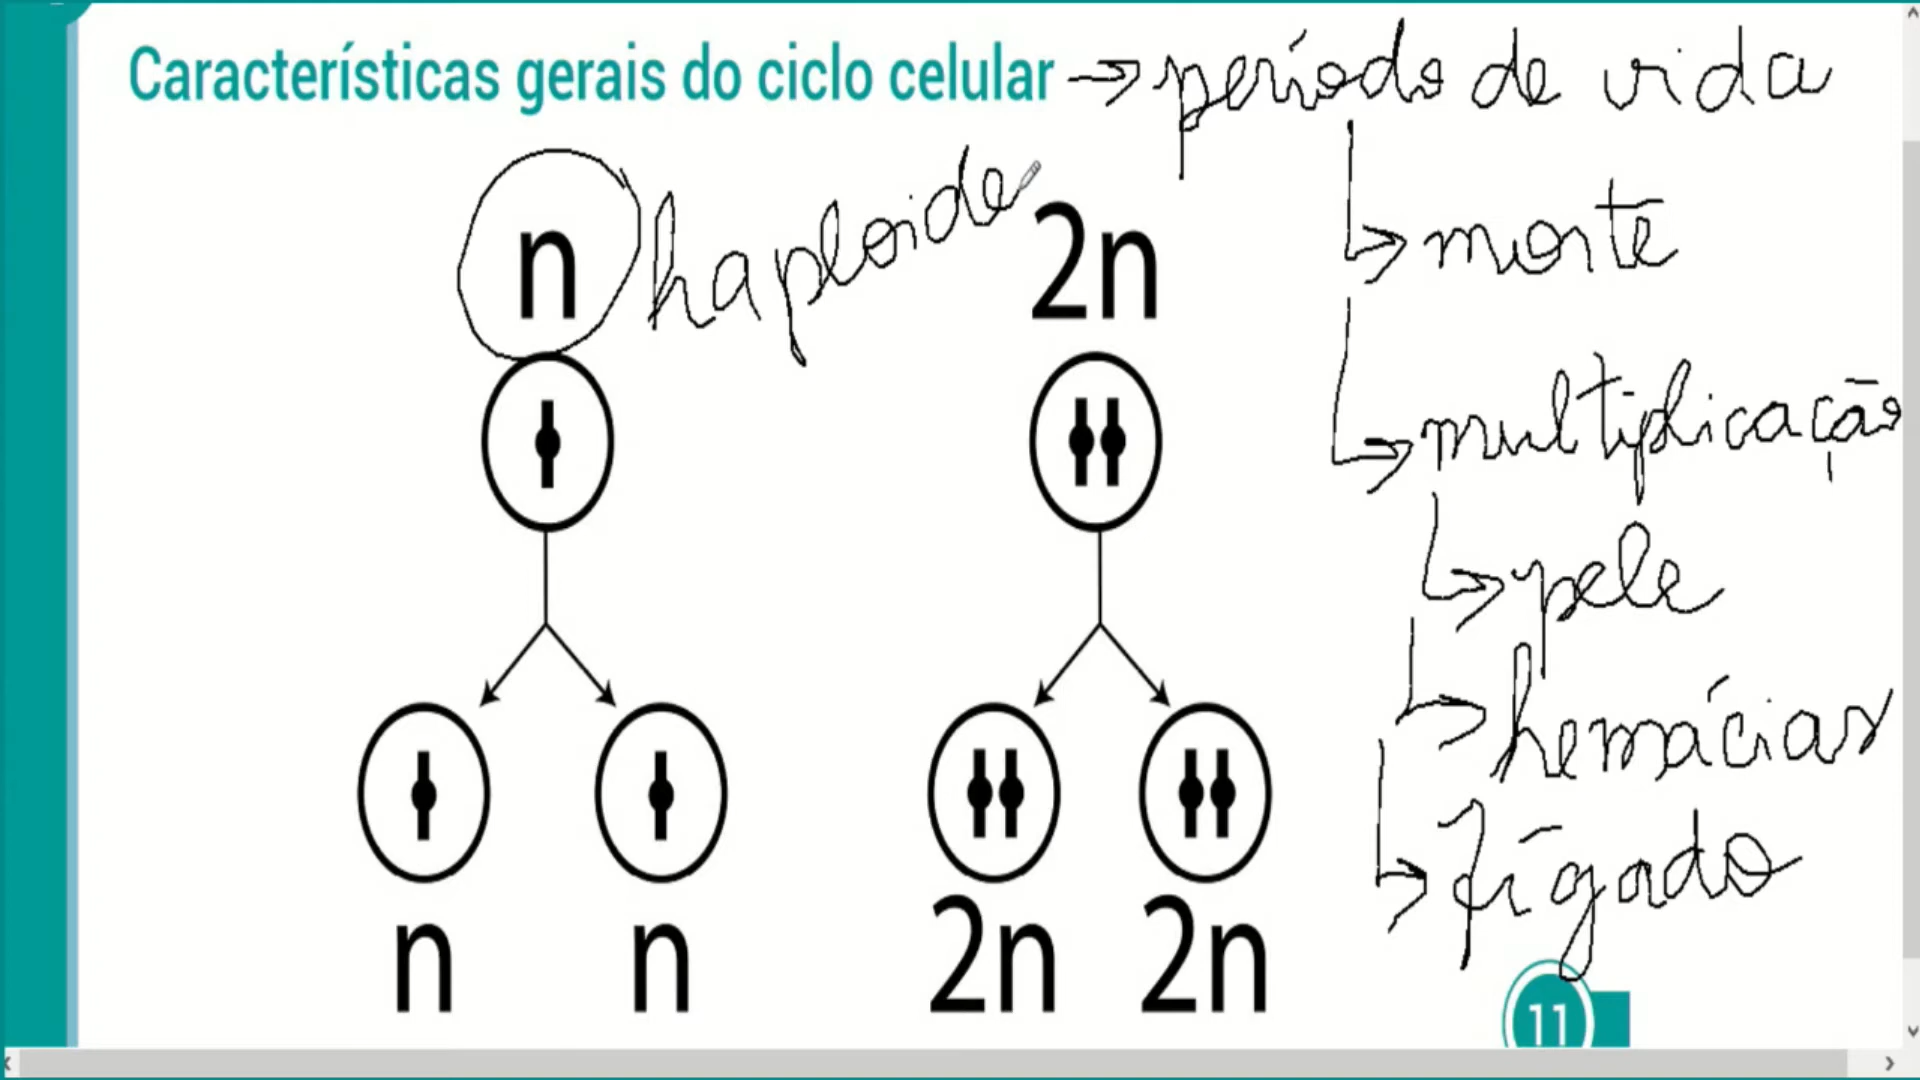 Características gerais do ciclo celular → período de vida
↳ morte
↳ multiplicação
↳ pele
↳ hemácias
↳ fígado
n haploide 2n
n n 2n 2n
11